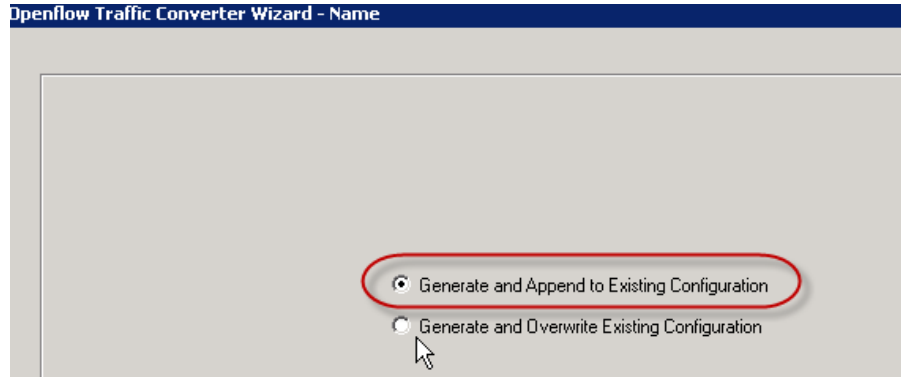 Openflow Traffic Converter Wizard - Name
Generate and Append to Existing Configuration
Generate and Overwrite Existing Configuration